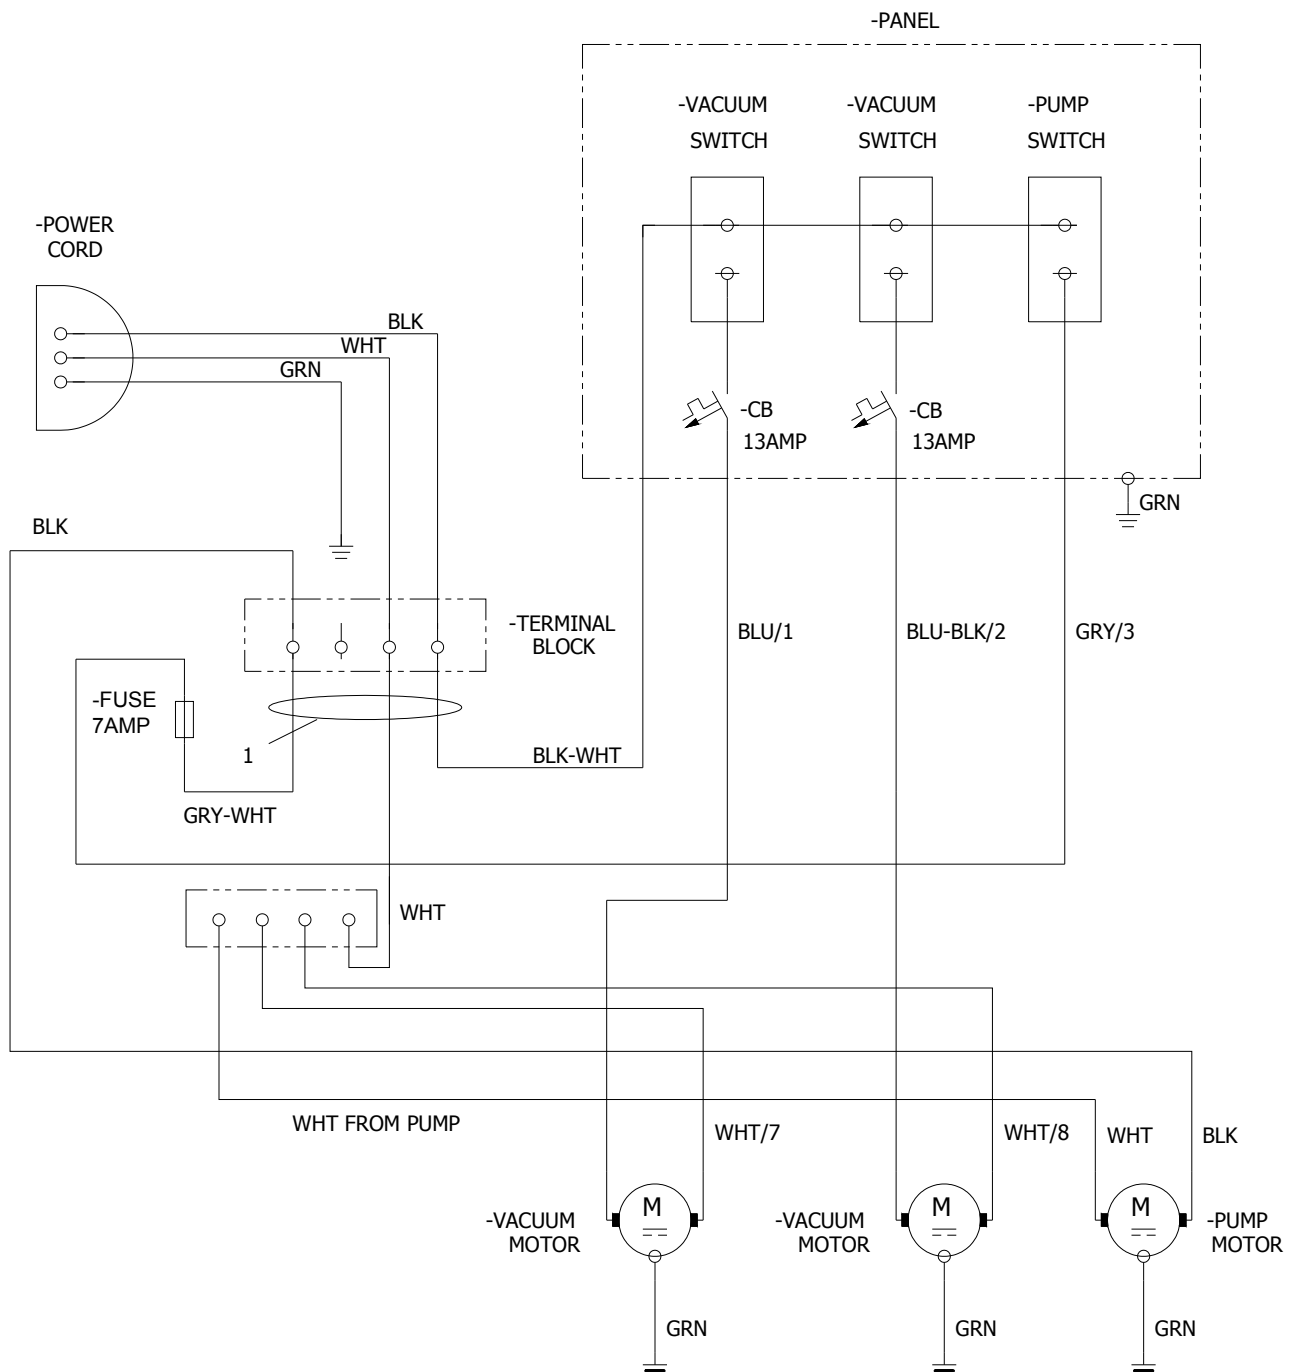 -PANEL
-VACUUM
SWITCH
-VACUUM
SWITCH
-PUMP
SWITCH
-POWER
CORD
BLK
WHT
GRN
-CB
13AMP
-CB
13AMP
GRN
BLK
-TERMINAL
BLOCK
BLU/1
BLU-BLK/2
GRY/3
-FUSE
7AMP
1
BLK-WHT
GRY-WHT
WHT
WHT FROM PUMP
WHT/7
WHT/8
WHT
BLK
-VACUUM
MOTOR
M
-VACUUM
MOTOR
M
M
-PUMP
MOTOR
GRN
GRN
GRN